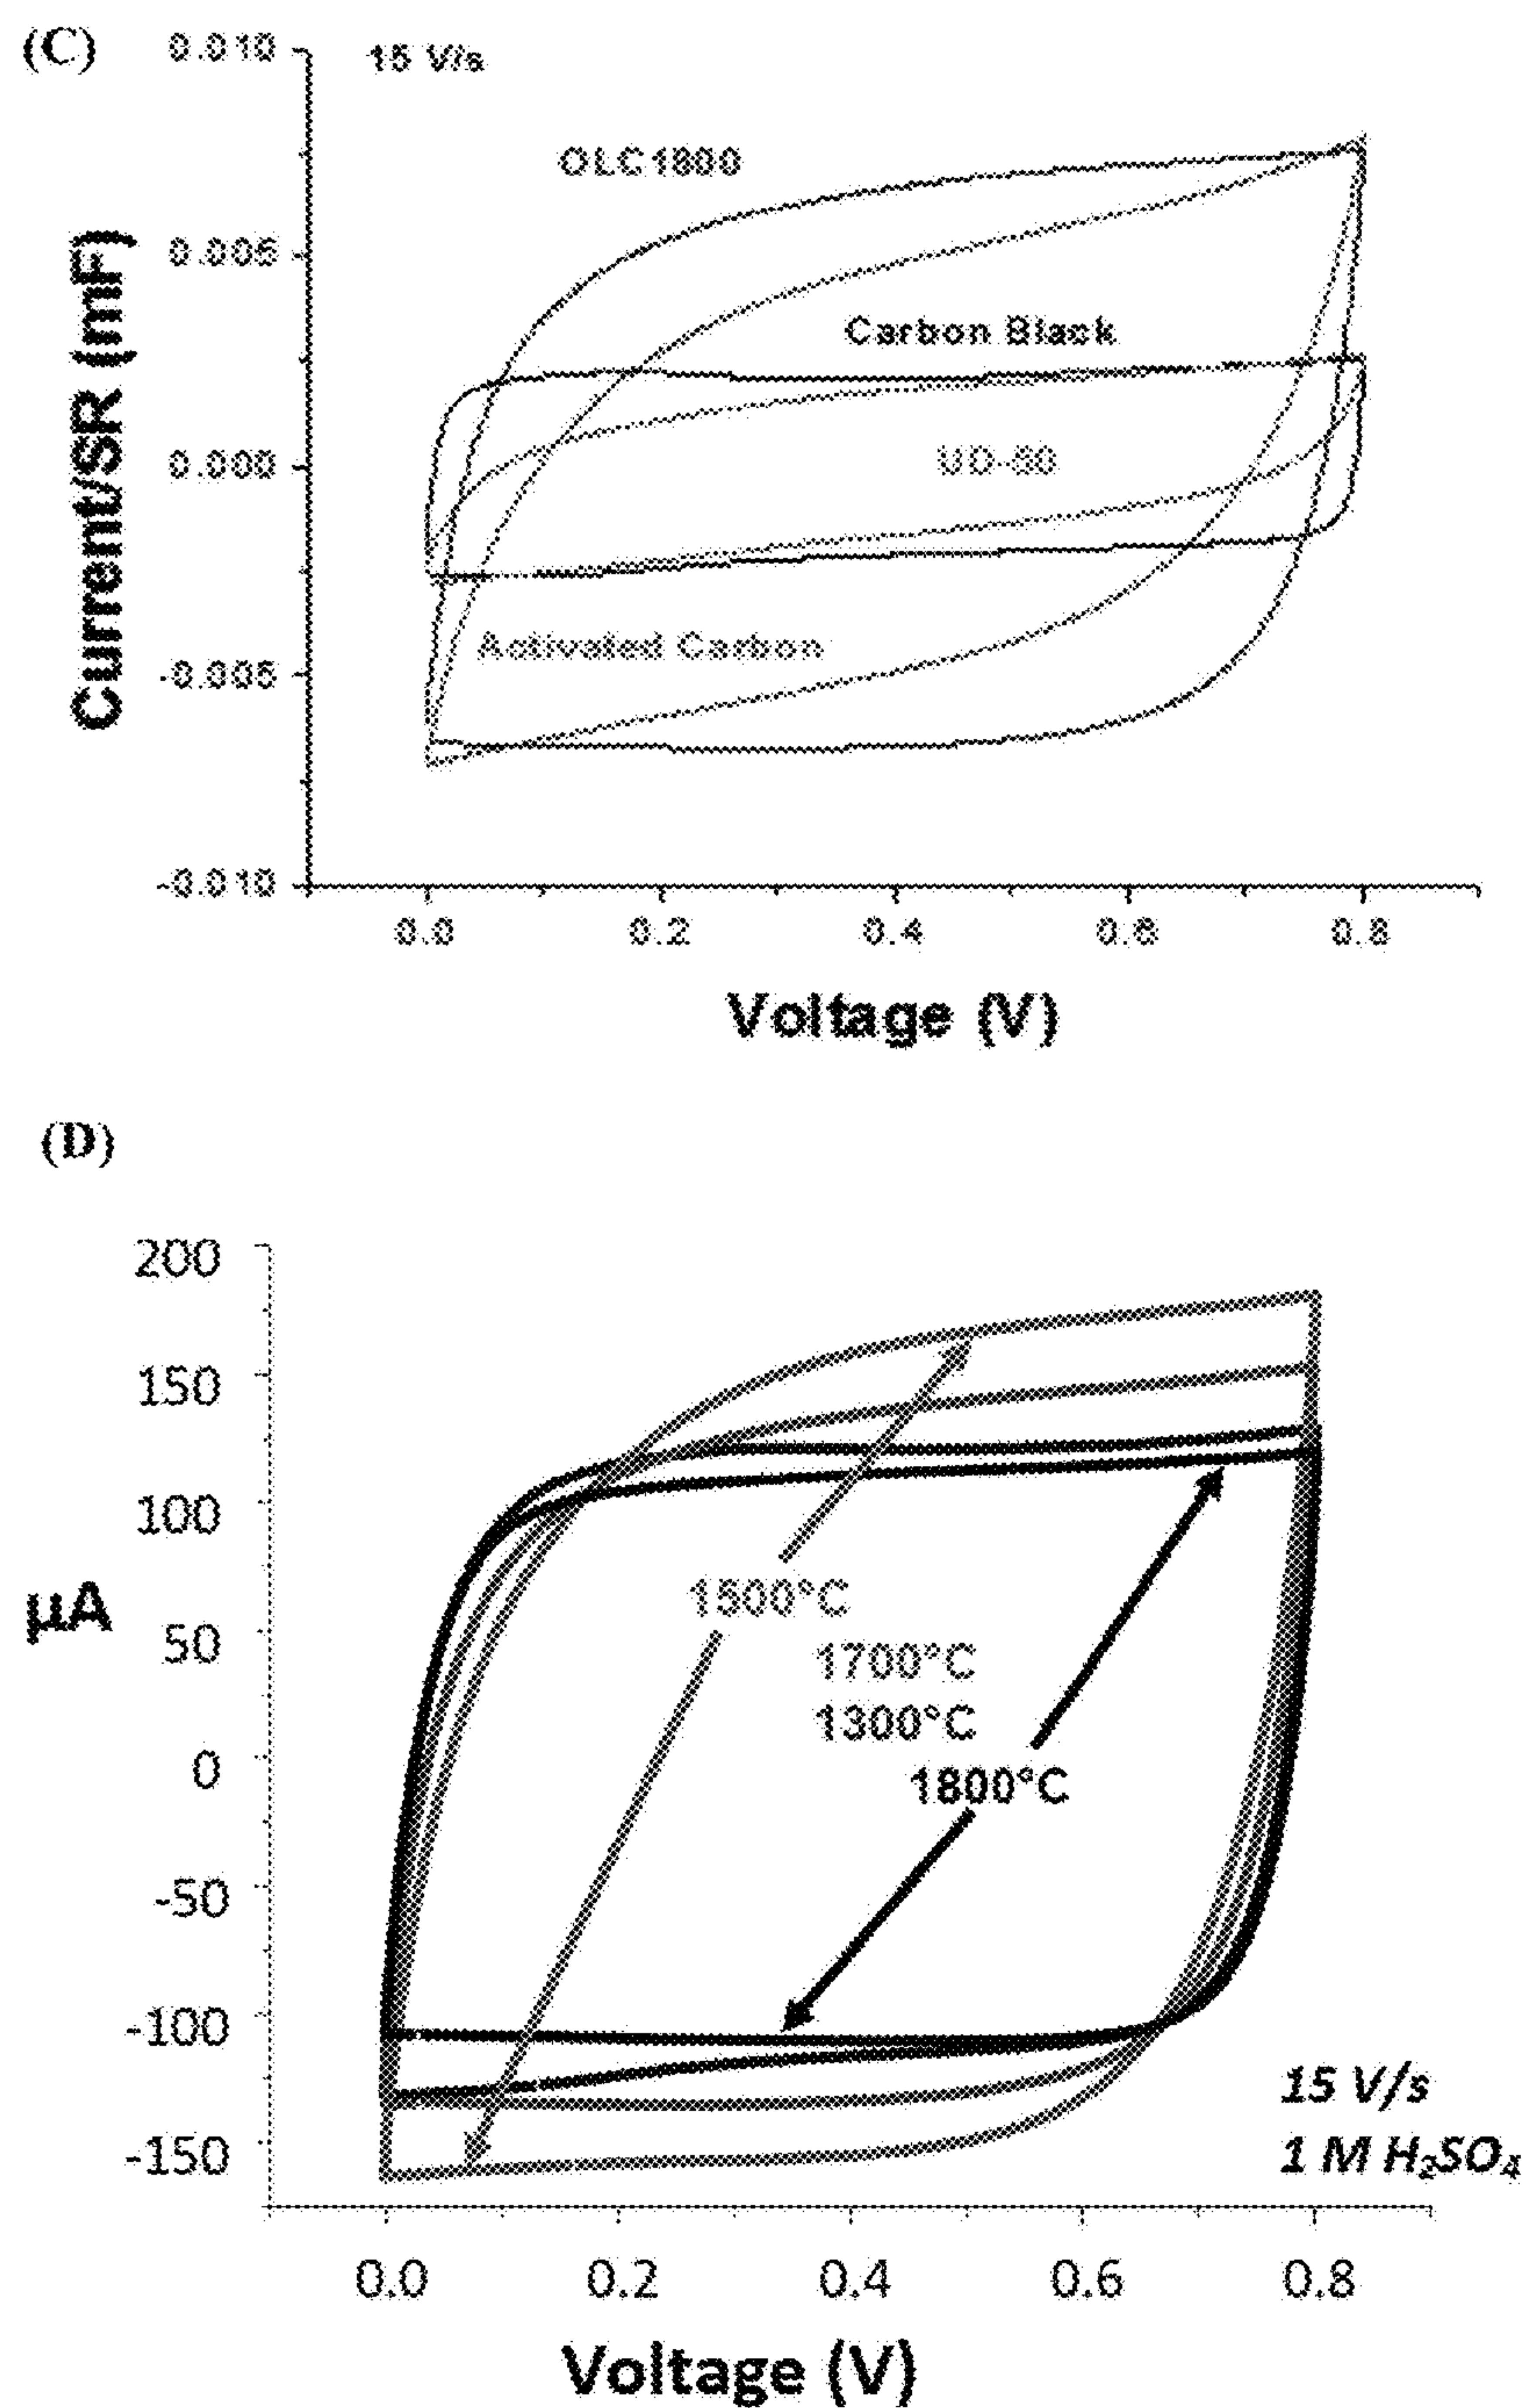 (C)
15 V/s
0.010
0.005
0.000
-0.005
-0.010
Current/SR (mF)
OLC1800
Carbon Black
UD-50
Activated Carbon
0.0 0.2 0.4 0.6 0.8
Voltage (V)
(D)
200
150
100
50
0
-50
-100
-150
µA
1500°C
1700°C
1300°C
1800°C
15 V/s
1 M H₂SO₄
0.0 0.2 0.4 0.6 0.8
Voltage (V)